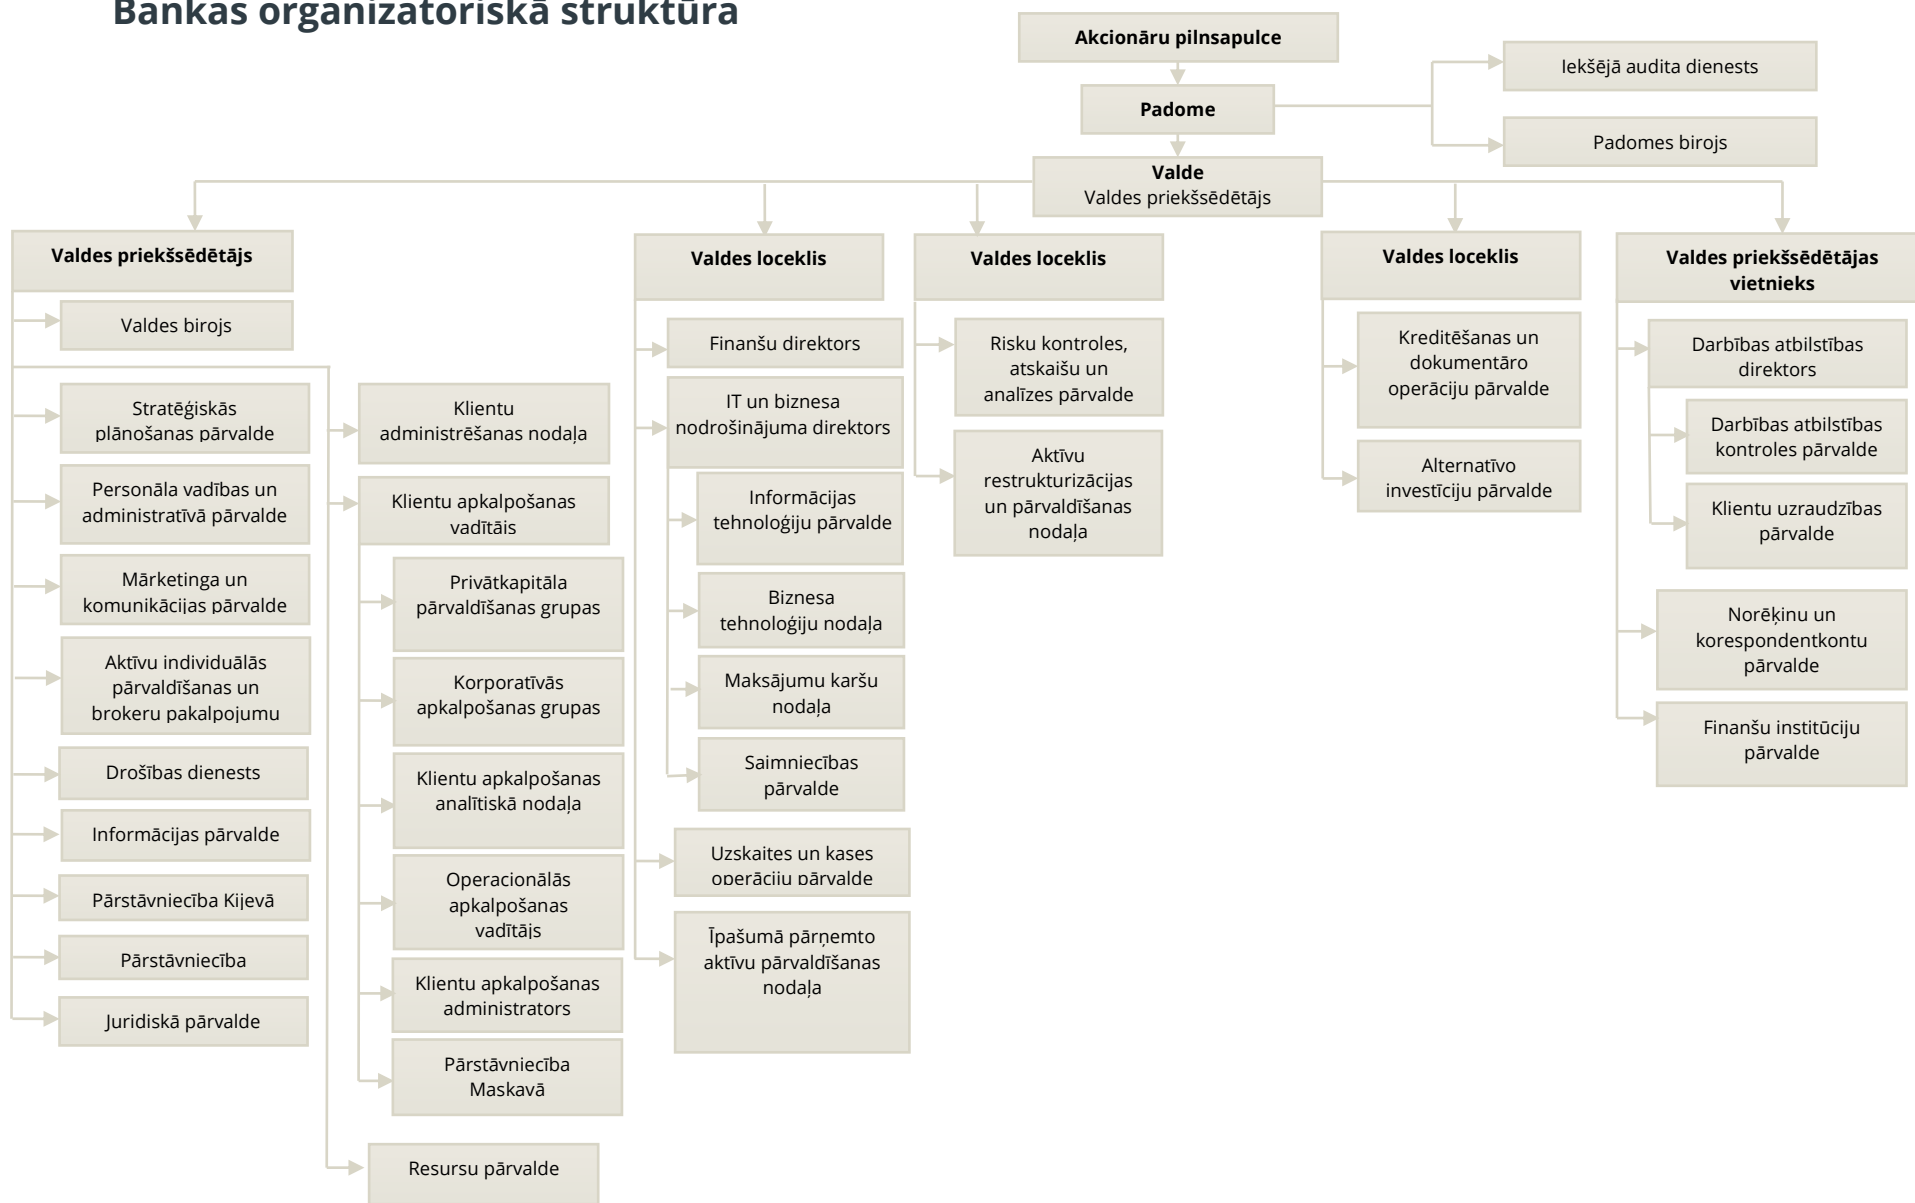 Bankas organizatoriskā struktūra
Akcionāru pilnsapulce
Padome
Iekšējā audita dienests
Padomes birojs
Valde
Valdes priekšsēdētājs
Valdes priekšsēdētājs
Valdes birojs
Stratēģiskās
plānošanas pārvalde
Personāla vadības un
administratīvā pārvalde
Mārketinga un
komunikācijas pārvalde
Aktīvu individuālās
pārvaldīšanas un
brokeru pakalpojumu
Drošības dienests
Informācijas pārvalde
Pārstāvniecība Kijevā
Pārstāvniecība
Juridiskā pārvalde
Klientu
administrēšanas nodaļa
Klientu apkalpošanas
vadītājs
Privātkapitāla
pārvaldīšanas grupas
Korporatīvās
apkalpošanas grupas
Klientu apkalpošanas
analītiskā nodaļa
Operacionālās
apkalpošanas
vadītājs
Klientu apkalpošanas
administrators
Pārstāvniecība
Maskavā
Resursu pārvalde
Valdes loceklis
Finanšu direktors
IT un biznesa
nodrošinājuma direktors
Informācijas
tehnoloģiju pārvalde
Biznesa
tehnoloģiju nodaļa
Maksājumu karšu
nodaļa
Saimniecības
pārvalde
Uzskaites un kases
operāciju pārvalde
Īpašumā pārņemto
aktīvu pārvaldīšanas
nodaļa
Valdes loceklis
Risku kontroles,
atskaišu un
analīzes pārvalde
Aktīvu
restrukturizācijas
un pārvaldīšanas
nodaļa
Valdes loceklis
Kreditēšanas un
dokumentāro
operāciju pārvalde
Alternatīvo
investīciju pārvalde
Valdes priekšsēdētājas
vietnieks
Darbības atbilstības
direktors
Darbības atbilstības
kontroles pārvalde
Klientu uzraudzības
pārvalde
Norēķinu un
korespondentkontu
pārvalde
Finanšu institūciju
pārvalde